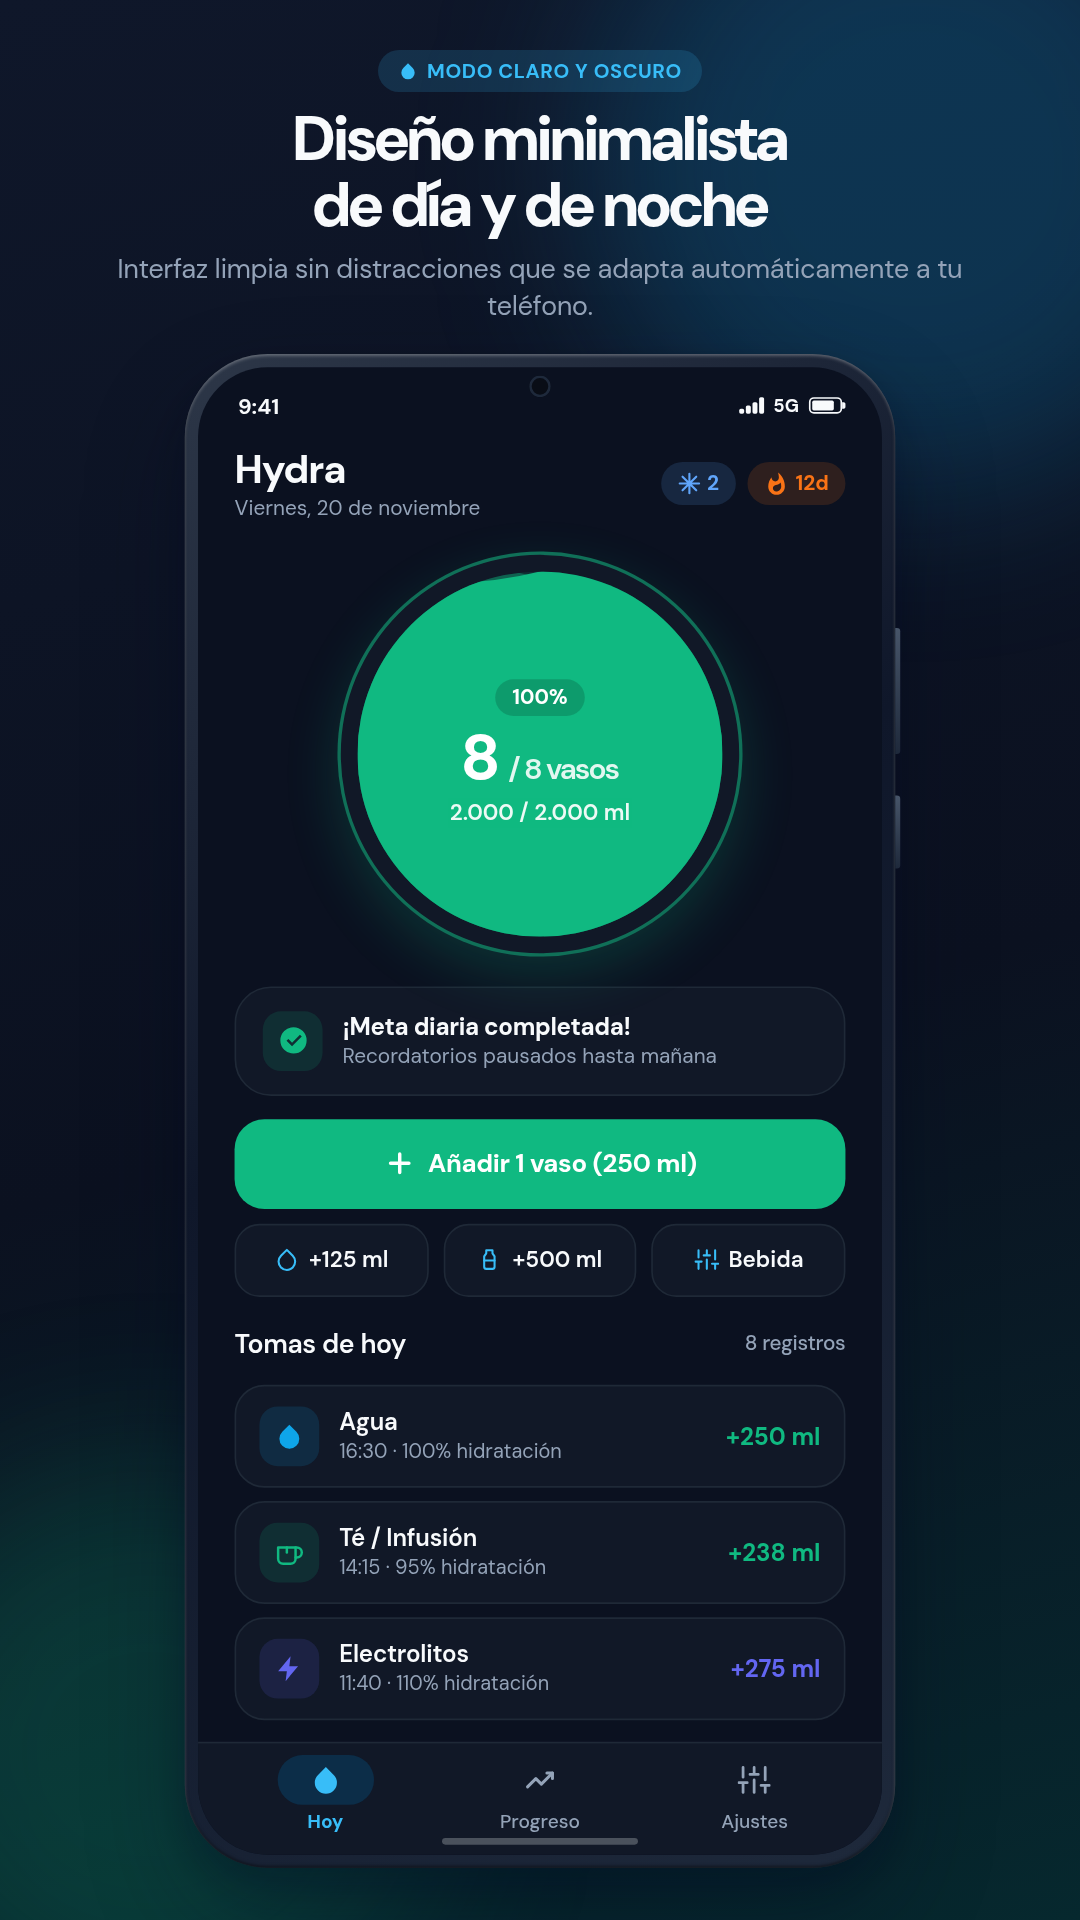 MODO CLARO Y OSCURO
Diseño minimalista
de día y de noche
Interfaz limpia sin distracciones que se adapta automáticamente a tu
teléfono.
9:41
5G
Hydra
2
12d
Viernes, 20 de noviembre
100%
8 / 8 vasos
2.000 / 2.000 ml
¡Meta diaria completada!
Recordatorios pausados hasta mañana
Añadir 1 vaso (250 ml)
+125 ml
+500 ml
Bebida
Tomas de hoy
8 registros
Agua
16:30 · 100% hidratación
+250 ml
Té / Infusión
14:15 · 95% hidratación
+238 ml
Electrolitos
11:40 · 110% hidratación
+275 ml
Hoy
Progreso
Ajustes